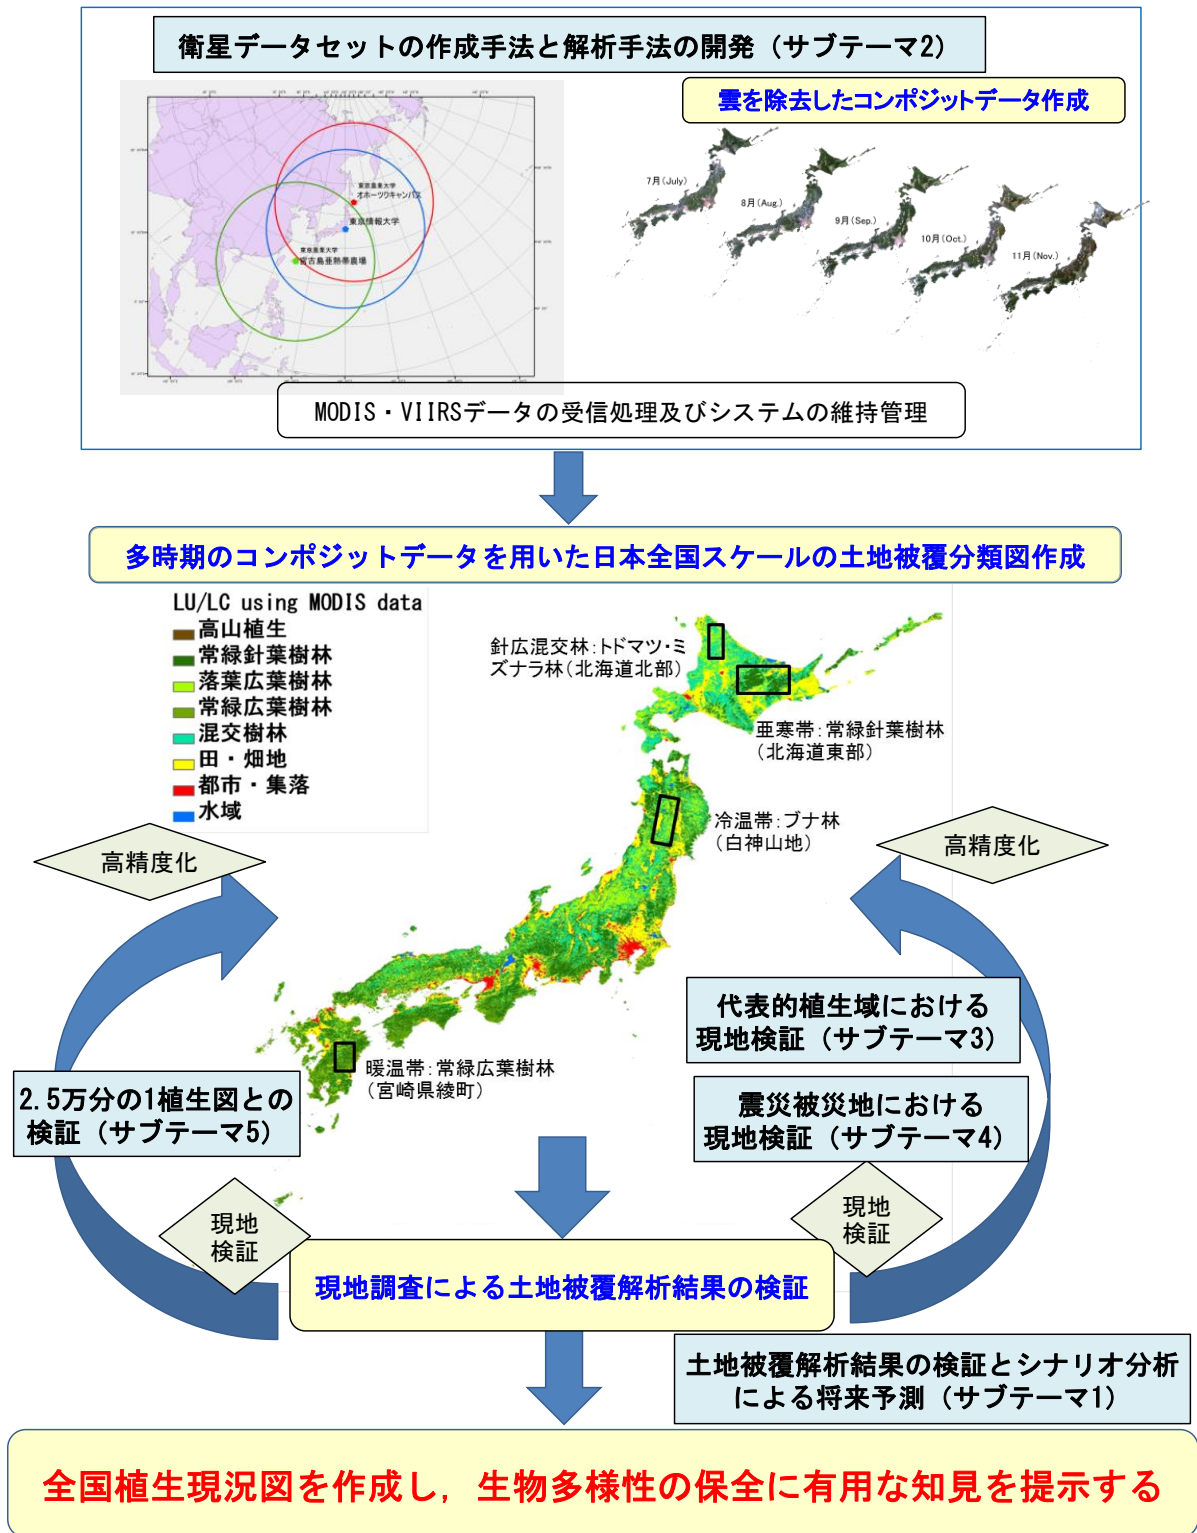 衛星データセットの作成手法と解析手法の開発（サブテーマ2）
雲を除去したコンポジットデータ作成
東京農業大学
オホーツクキャンパス
東京情報大学
東京農業大学
宮古島亜熱帯農場
7月(July)
8月(Aug.)
9月(Sep.)
10月(Oct.)
11月(Nov.)
MODIS・VIIRSデータの受信処理及びシステムの維持管理
多時期のコンポジットデータを用いた日本全国スケールの土地被覆分類図作成
LU/LC using MODIS data
高山植生
常緑針葉樹林
落葉広葉樹林
常緑広葉樹林
混交樹林
田・畑地
都市・集落
水域
針広混交林：トドマツ・ミ
ズナラ林（北海道北部）
亜寒帯：常緑針葉樹林
（北海道東部）
冷温帯：ブナ林
（白神山地）
暖温帯：常緑広葉樹林
（宮崎県綾町）
高精度化
高精度化
2.5万分の1植生図との
検証（サブテーマ5）
代表的植生域における
現地検証（サブテーマ3）
震災被災地における
現地検証（サブテーマ4）
現地
検証
現地
検証
現地調査による土地被覆解析結果の検証
土地被覆解析結果の検証とシナリオ分析
による将来予測（サブテーマ1）
全国植生現況図を作成し，生物多様性の保全に有用な知見を提示する